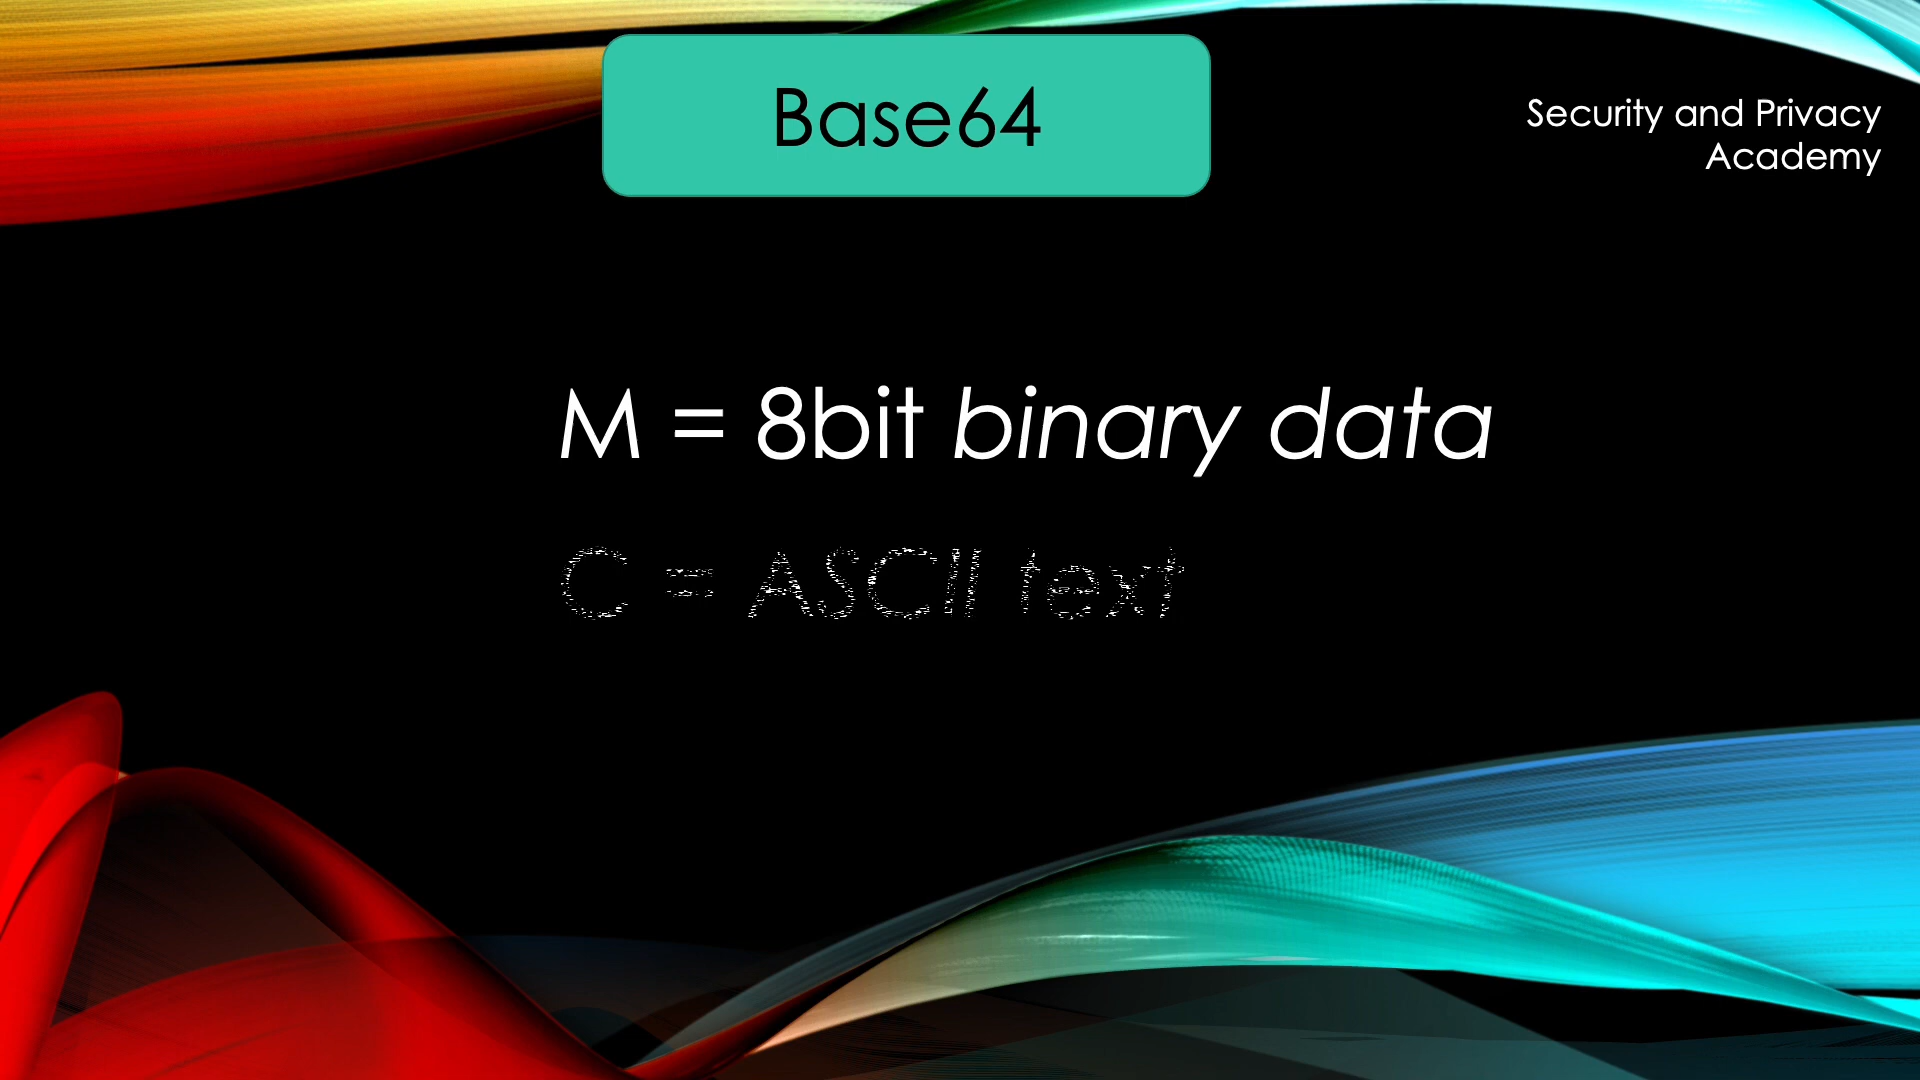 Base64
Security and Privacy
Academy
M = 8bit binary data
C = ASCII text